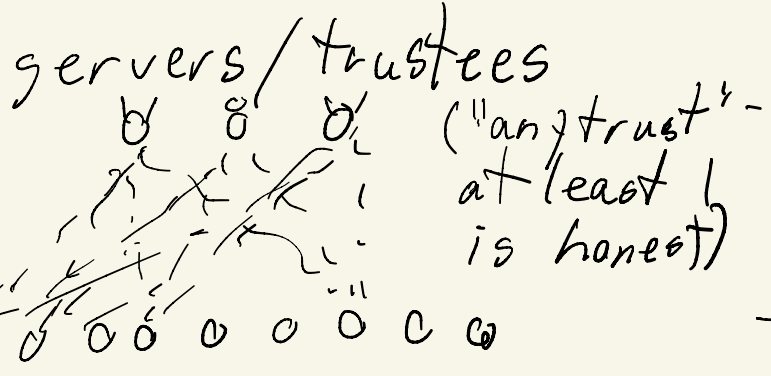 servers/trustees
("anytrust" -
at least 1
is honest)